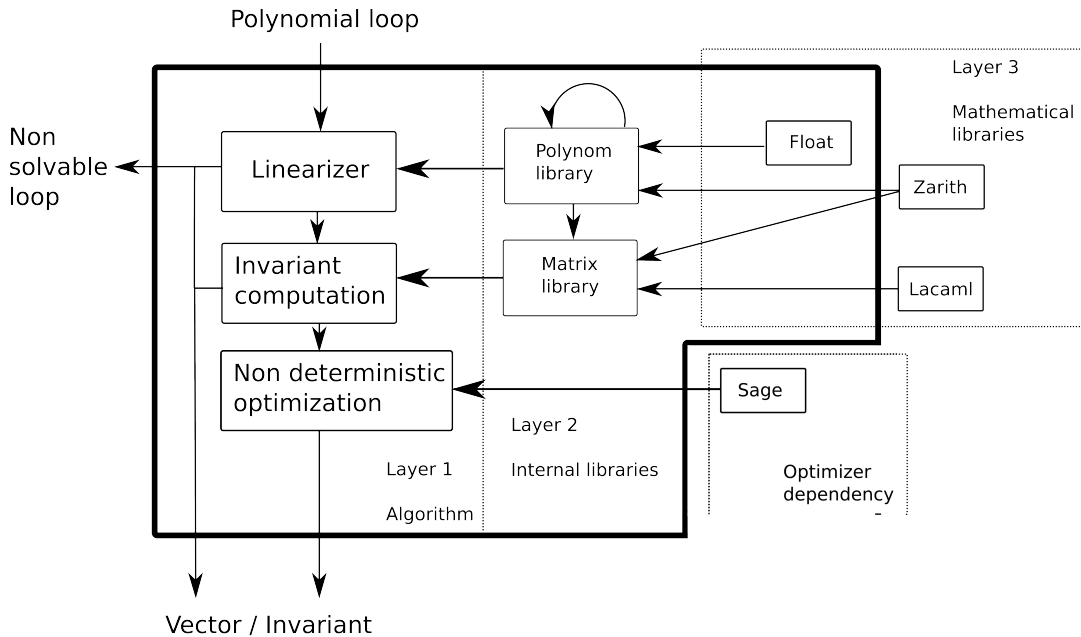 Polynomial loop
Layer 3
Mathematical
libraries
Non
solvable
loop
Linearizer
Polynom
library
Float
Zarith
Invariant
computation
Matrix
library
Lacaml
Non deterministic
optimization
Sage
Layer 2
Internal libraries
Layer 1
Algorithm
Optimizer
dependency
Vector / Invariant